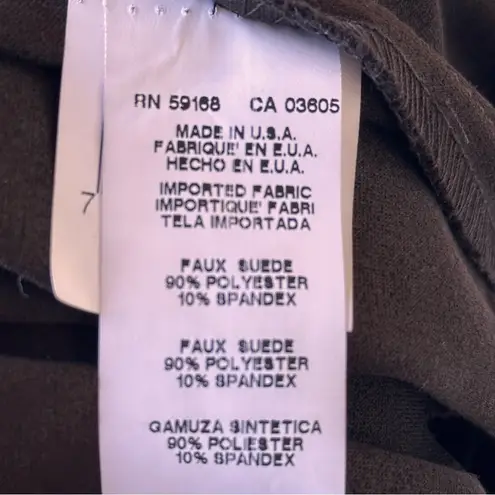 RN 59168 CA 03605
MADE IN U.S.A.
FABRIQUE' EN E.U.A.
HECHO EN E.U.A.
IMPORTED FABRIC
IMPORTIQUE' FABRI
TELA IMPORTADA
FAUX SUEDE
90% POLYESTER
10% SPANDEX
FAUX SUEDE
90% POLYESTER
10% SPANDEX
GAMUZA SINTETICA
90% POLIESTER
10% SPANDEX
7